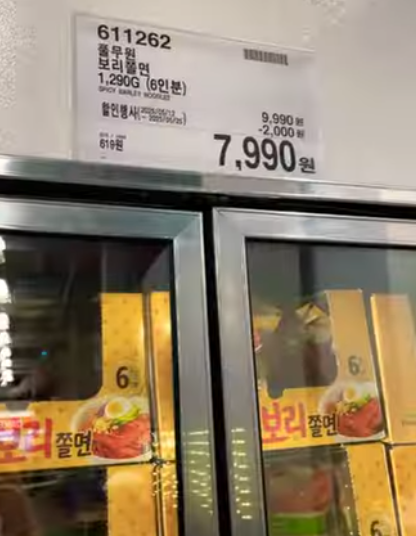 611262
풀무원
보리쫄면
1,290G (6인분)
SPICY BARLEY NOODLES
할인행사
9,990 원
-2,000 원
619원
7,990 원
6
보리쫄면
6
보리쫄면
6